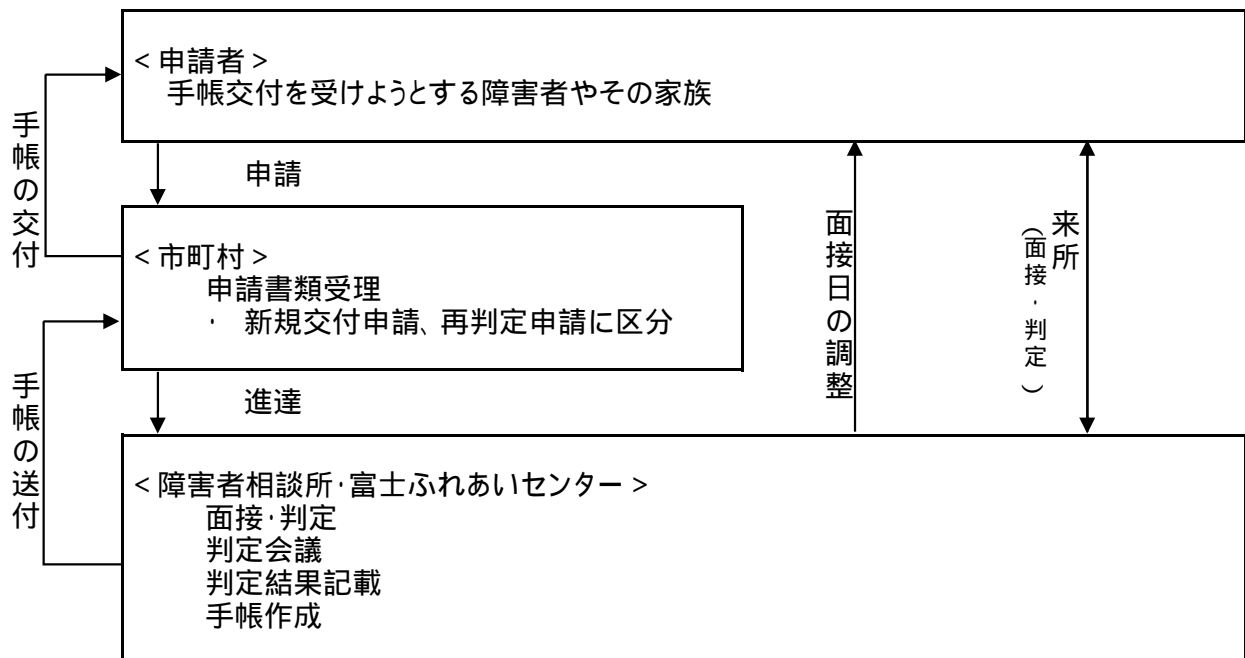 <申請者>
手帳交付を受けようとする障害者やその家族
手帳の交付
申請
<市町村>
申請書類受理
・ 新規交付申請、再判定申請に区分
面接日の調整
来所
(面接・判定)
手帳の送付
進達
<障害者相談所・富士ふれあいセンター>
面接・判定
判定会議
判定結果記載
手帳作成